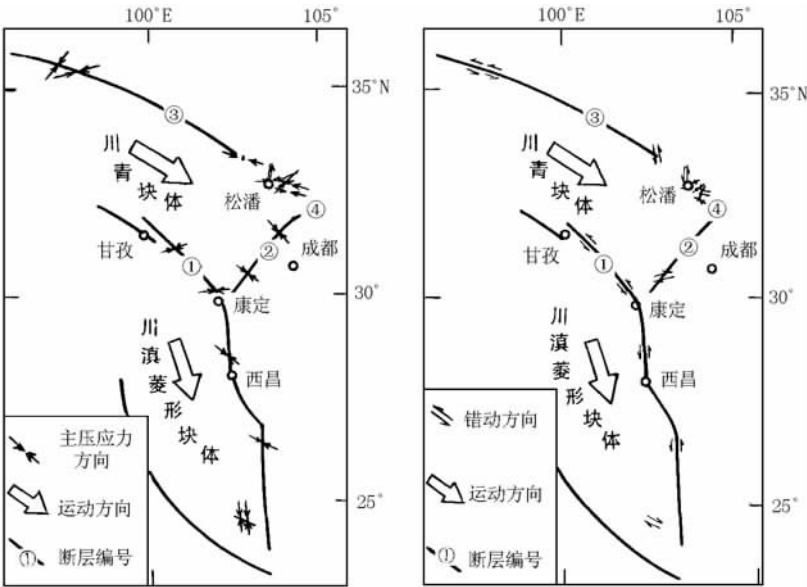 100°E
105°
35°N
③
川青块体
松潘
④
甘孜
①
②
成都
30°
康定
川滇菱形块体
西昌
主压应力
方向
运动方向
① 断层编号
25°
100°E
105°
35°N
③
川青块体
松潘
④
甘孜
①
②
成都
30°
康定
川滇菱形块体
西昌
错动方向
运动方向
① 断层编号
25°